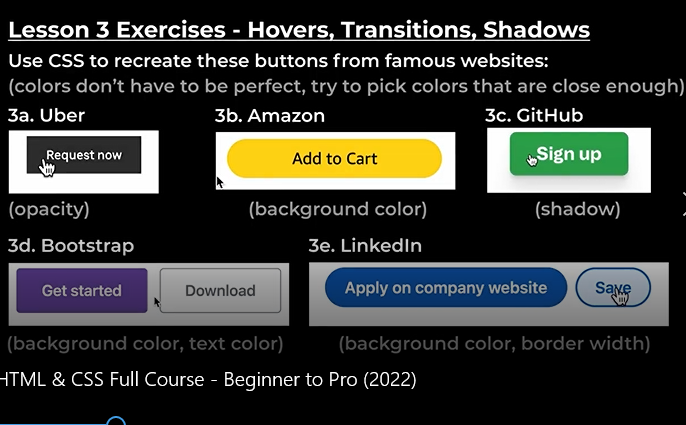 Lesson 3 Exercises - Hovers, Transitions, Shadows
Use CSS to recreate these buttons from famous websites:
(colors don't have to be perfect, try to pick colors that are close enough)
3a. Uber
3b. Amazon
3c. GitHub
Request now
Add to Cart
Sign up
(opacity)
(background color)
(shadow)
3d. Bootstrap
3e. LinkedIn
Get started
Download
Apply on company website
Save
(background color, text color)
(background color, border width)
HTML & CSS Full Course - Beginner to Pro (2022)